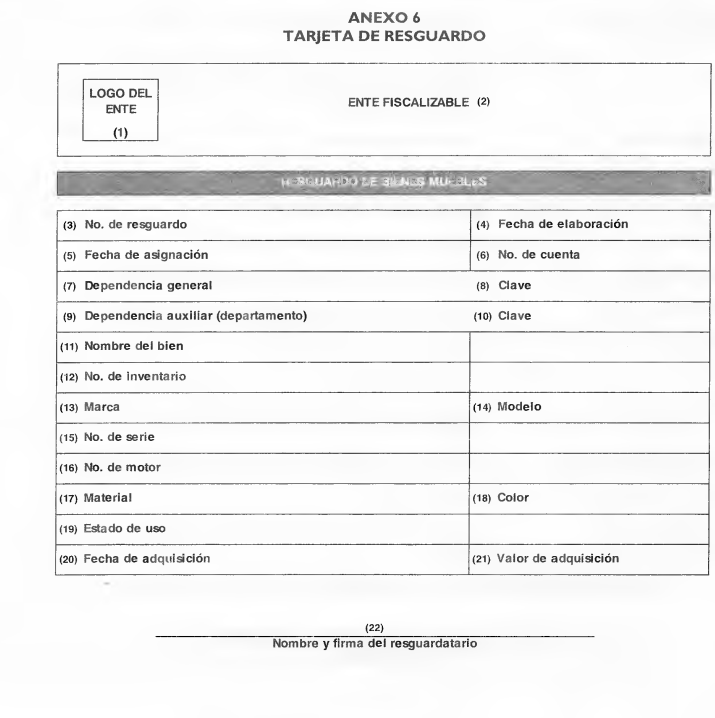 ANEXO 6
TARJETA DE RESGUARDO
LOGO DEL
ENTE
(1)
ENTE FISCALIZABLE (2)
RESGUARDO DE BIENES MUEBLES
(3) No. de resguardo
(4) Fecha de elaboración
(5) Fecha de asignación
(6) No. de cuenta
(7) Dependencia general
(8) Clave
(9) Dependencia auxiliar (departamento)
(10) Clave
(11) Nombre del bien
(12) No. de inventario
(13) Marca
(14) Modelo
(15) No. de serie
(16) No. de motor
(17) Material
(18) Color
(19) Estado de uso
(20) Fecha de adquisición
(21) Valor de adquisición
(22)
Nombre y firma del resguardatario